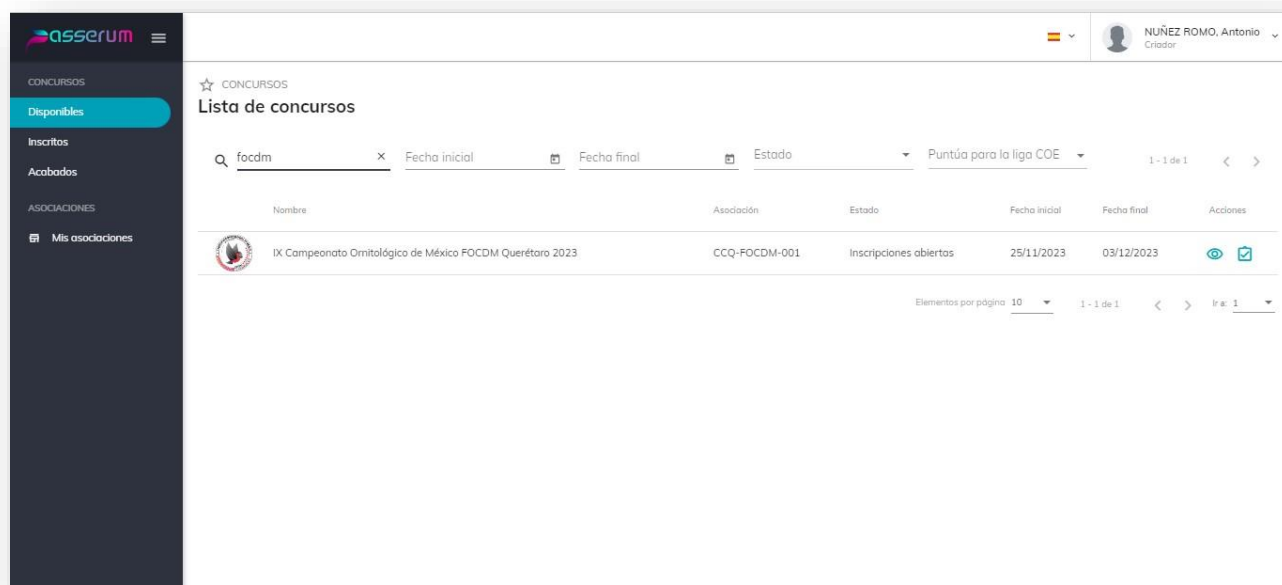 Passerum
NUÑEZ ROMO, Antonio
Criador
CONCURSOS
Disponibles
Inscritos
Acabados
ASOCIACIONES
Mis asociaciones
CONCURSOS
Lista de concursos
focdm × Fecha inicial Fecha final Estado Puntúa para la liga COE 1 - 1 de 1
Nombre Asociación Estado Fecha inicial Fecha final Acciones
IX Campeonato Ornitológico de México FOCDM Querétaro 2023 CCQ-FOCDM-001 Inscripciones abiertas 25/11/2023 03/12/2023
Elementos por página 10 1 - 1 de 1 Ir a: 1